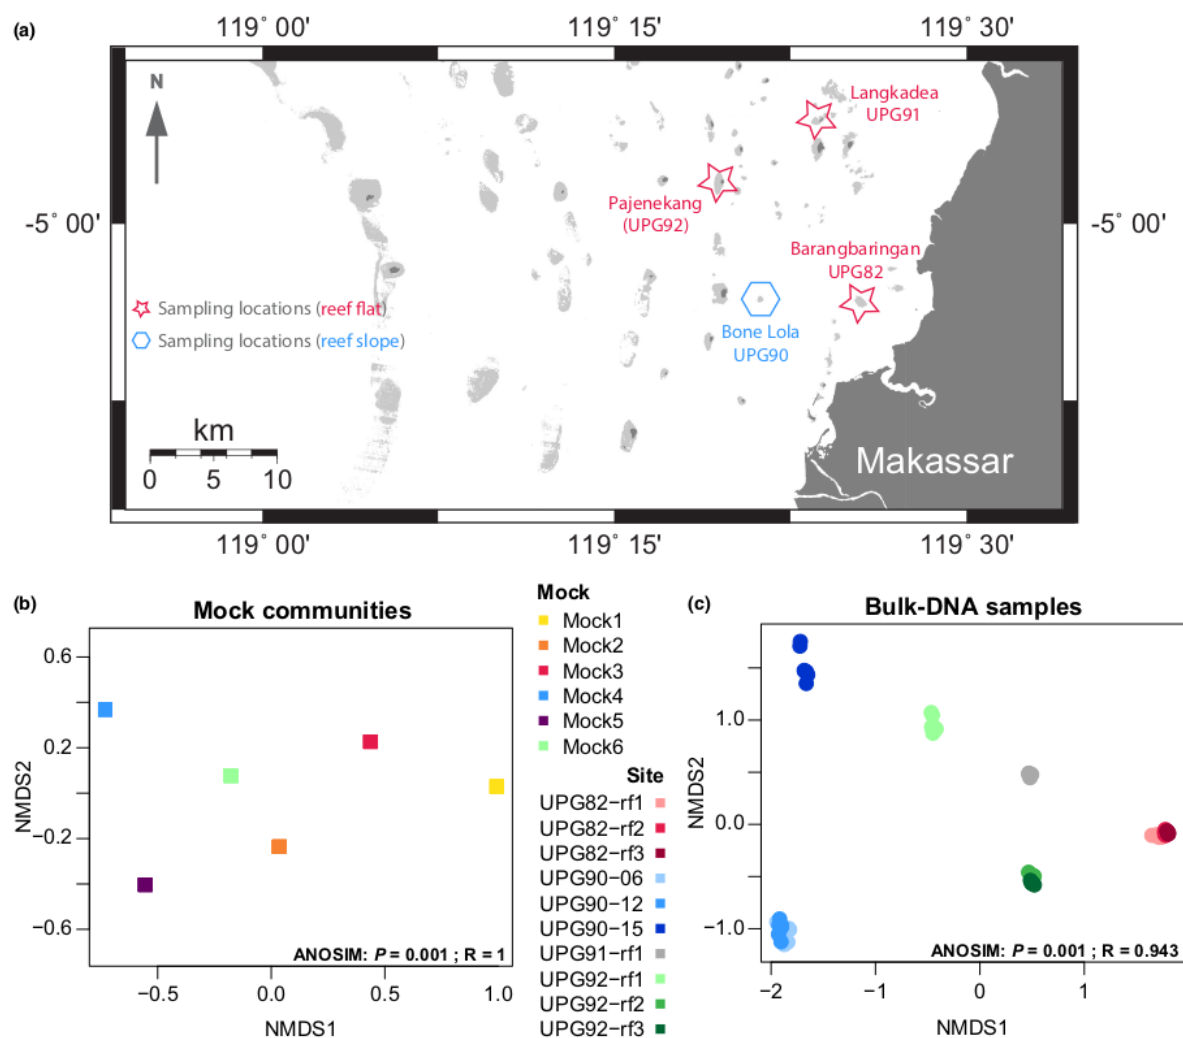 (a)
119° 00' 119° 15' 119° 30'
N
Langkadea
UPG91
Pajenekang
(UPG92)
-5° 00' -5° 00'
Barangbaringan
UPG82
Sampling locations (reef flat)
Sampling locations (reef slope)
Bone Lola
UPG90
km
0 5 10
Makassar
119° 00' 119° 15' 119° 30'
(b)
Mock communities
NMDS2
0.6
0.2
−0.2
−0.6
ANOSIM: P = 0.001 ; R = 1
−0.5 0.0 0.5 1.0
NMDS1
Mock
Mock1
Mock2
Mock3
Mock4
Mock5
Mock6
Site
UPG82−rf1
UPG82−rf2
UPG82−rf3
UPG90−06
UPG90−12
UPG90−15
UPG91−rf1
UPG92−rf1
UPG92−rf2
UPG92−rf3
(c)
Bulk-DNA samples
NMDS2
1.0
0.0
−1.0
ANOSIM: P = 0.001 ; R = 0.943
−2 −1 0 1
NMDS1